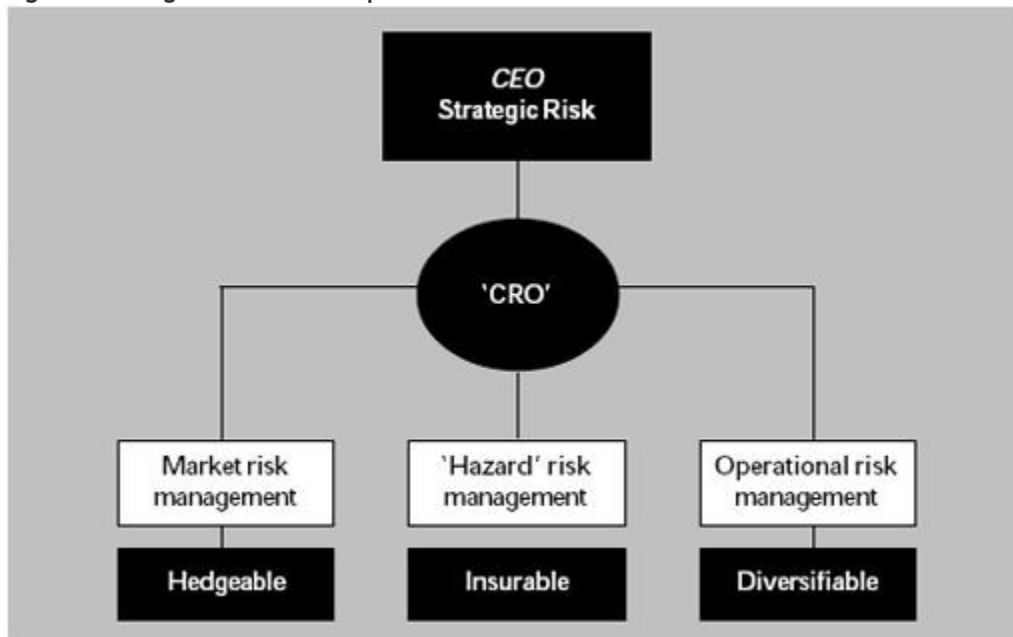 CEO
Strategic Risk
‘CRO’
Market risk
management
‘Hazard’ risk
management
Operational risk
management
Hedgeable
Insurable
Diversifiable